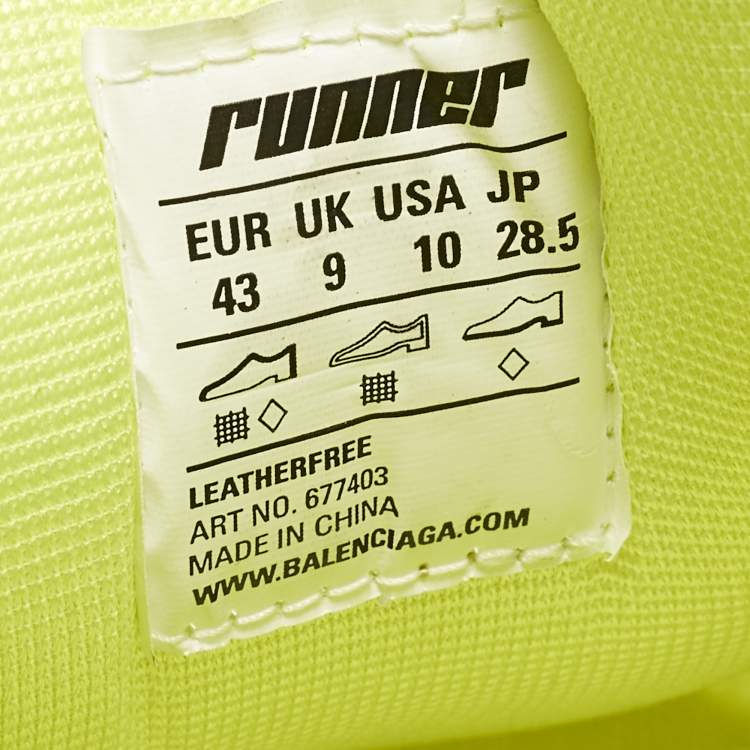 runner
EUR UK USA JP
43 9 10 28.5
LEATHERFREE
ART NO. 677403
MADE IN CHINA
WWW.BALENCIAGA.COM